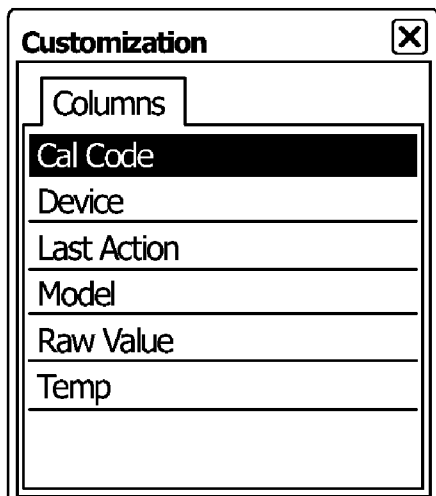 Customization
Columns
Cal Code
Device
Last Action
Model
Raw Value
Temp